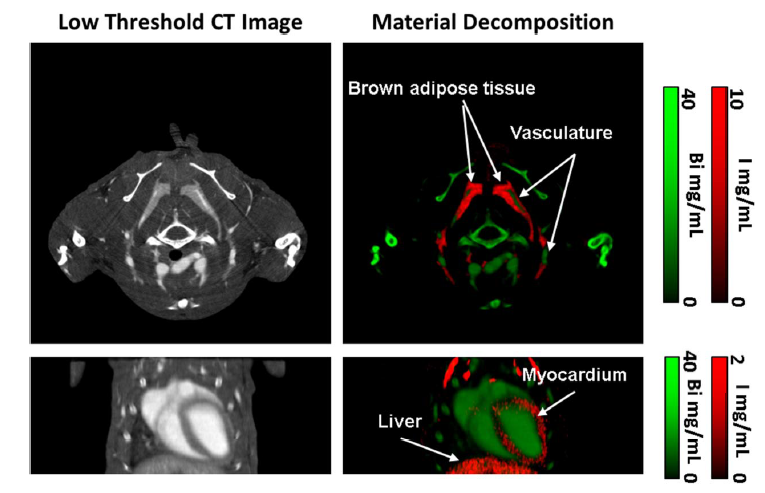 Low Threshold CT Image
Material Decomposition
Brown adipose tissue
Vasculature
40
Bi mg/mL
0
10
I mg/mL
0
Myocardium
Liver
40
Bi mg/mL
0
2
I mg/mL
0